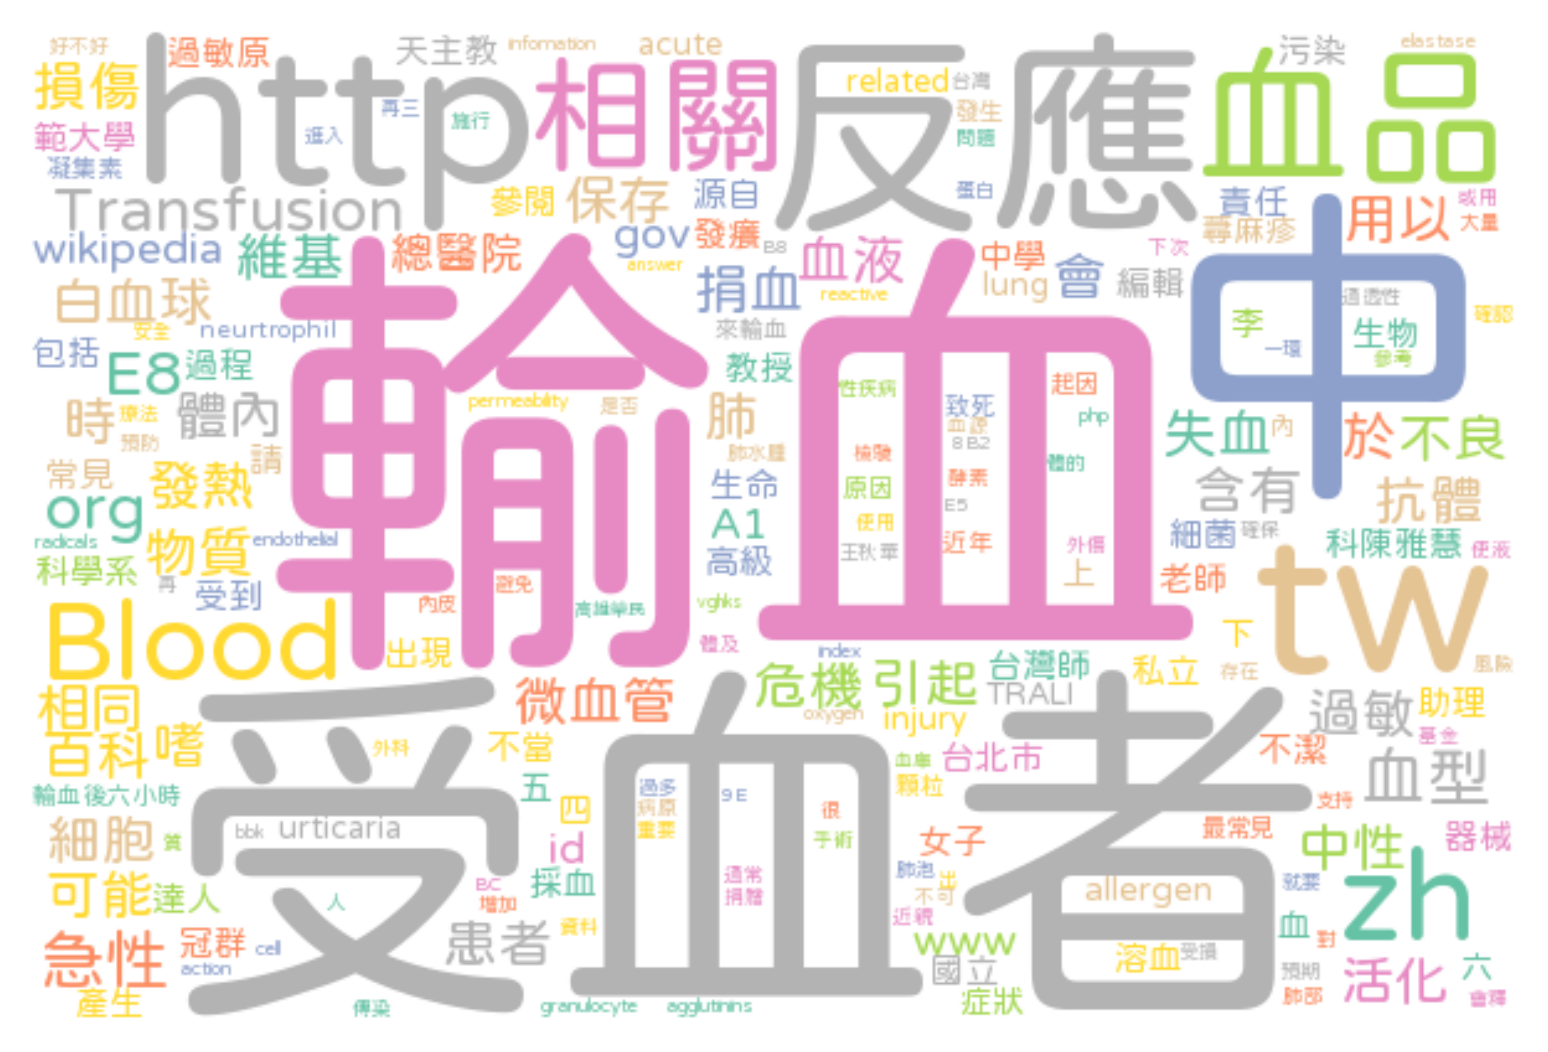 好不好
過敏原
天主教
infomation
acute
elastase
損傷
http
相關
反應
related
台灣
血品
污染
再三
施行
進入
發生
問題
範大學
凝集素
Transfusion
參閱
保存
源自
蛋白
責任
尋麻疹
用以
或用
大量
wikipedia
維基
總醫院
gov
發癢
B8
answer
血液
中學
lung
會
編輯
下次
中
白血球
安全
neurtrophil
輸血
捐血
reactive
來輸血
李
一環
通透性
生物
參考
確認
包括
E8
過程
教授
性疾病
致死
血源
8B2
起因
php
時
療法
預防
體內
permeability
是否
肺
肺水腫
失血
內
於
不良
常見
發熱
請
生命
檢驗
原因
酵素
E5
體的
含有
抗體
org
radicals
物質
endothelial
A1
使用
近年
外傷
細菌
確保
科陳雅慧
使液
科學系
再
受到
高級
王秋華
上
老師
tw
避免
內皮
高雄榮民
vghks
Blood
出現
體及
index
下
風險
相同
微血管
危機
引起
台灣師
TRALI
私立
存在
百科
嗜
受血者
oxygen
injury
過敏
助理
基金
外科
不當
血庫
台北市
不潔
血型
輸血後六小時
五
四
過多
病原
重要
9E
很
手術
顆粒
支持
細胞
質
bbk
urticaria
id
女子
最常見
中性
器械
可能
達人
BC
增加
採血
通常
捐贈
肺泡
出
不可
近親
allergen
就要
zh
人
急性
冠群
cell
action
患者
資料
www
國立
溶血
受損
血
對
預期
肺部
活化
六
會釋
產生
傳染
granulocyte
agglutinins
症狀